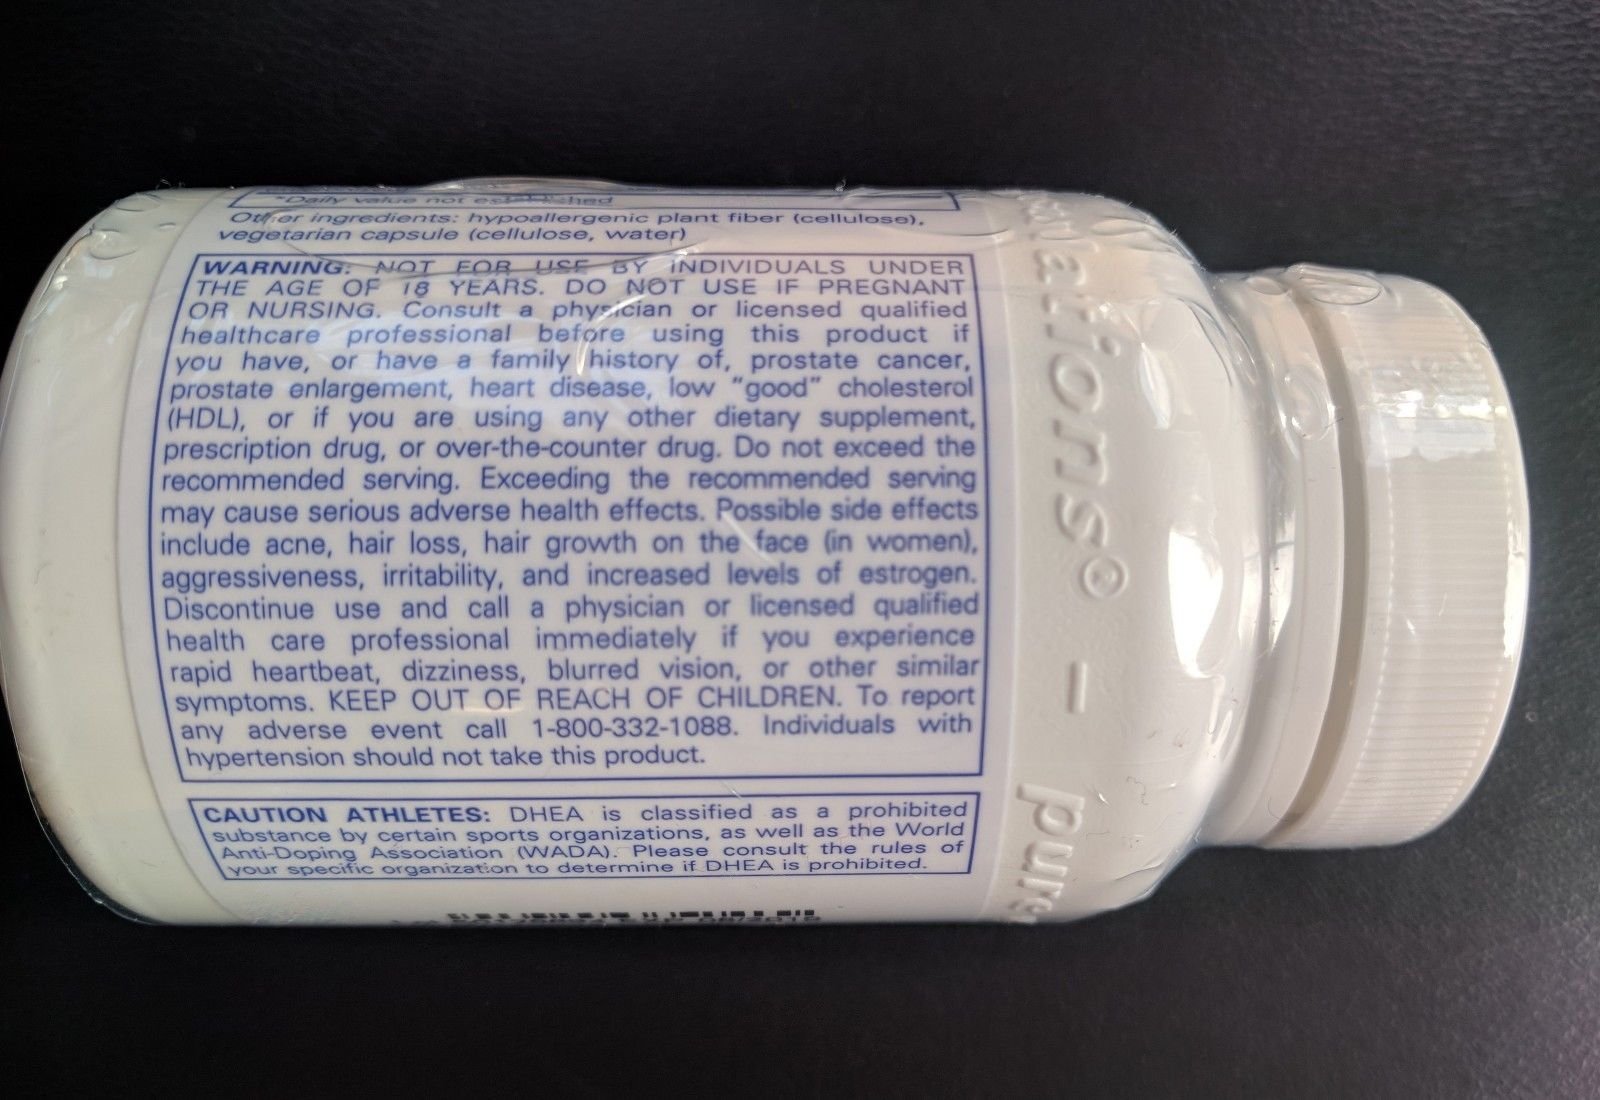 *Daily value not established
Other ingredients: hypoallergenic plant fiber (cellulose),
vegetarian capsule (cellulose, water)
WARNING: NOT FOR USE BY INDIVIDUALS UNDER
THE AGE OF 18 YEARS. DO NOT USE IF PREGNANT
OR NURSING. Consult a physician or licensed qualified
healthcare professional before using this product if
you have, or have a family history of, prostate cancer,
prostate enlargement, heart disease, low "good" cholesterol
(HDL), or if you are using any other dietary supplement,
prescription drug, or over-the-counter drug. Do not exceed the
recommended serving. Exceeding the recommended serving
may cause serious adverse health effects. Possible side effects
include acne, hair loss, hair growth on the face (in women),
aggressiveness, irritability, and increased levels of estrogen.
Discontinue use and call a physician or licensed qualified
health care professional immediately if you experience
rapid heartbeat, dizziness, blurred vision, or other similar
symptoms. KEEP OUT OF REACH OF CHILDREN. To report
any adverse event call 1-800-332-1088. Individuals with
hypertension should not take this product.
CAUTION ATHLETES: DHEA is classified as a prohibited
substance by certain sports organizations, as well as the World
Anti-Doping Association (WADA). Please consult the rules of
your specific organization to determine if DHEA is prohibited.
pure